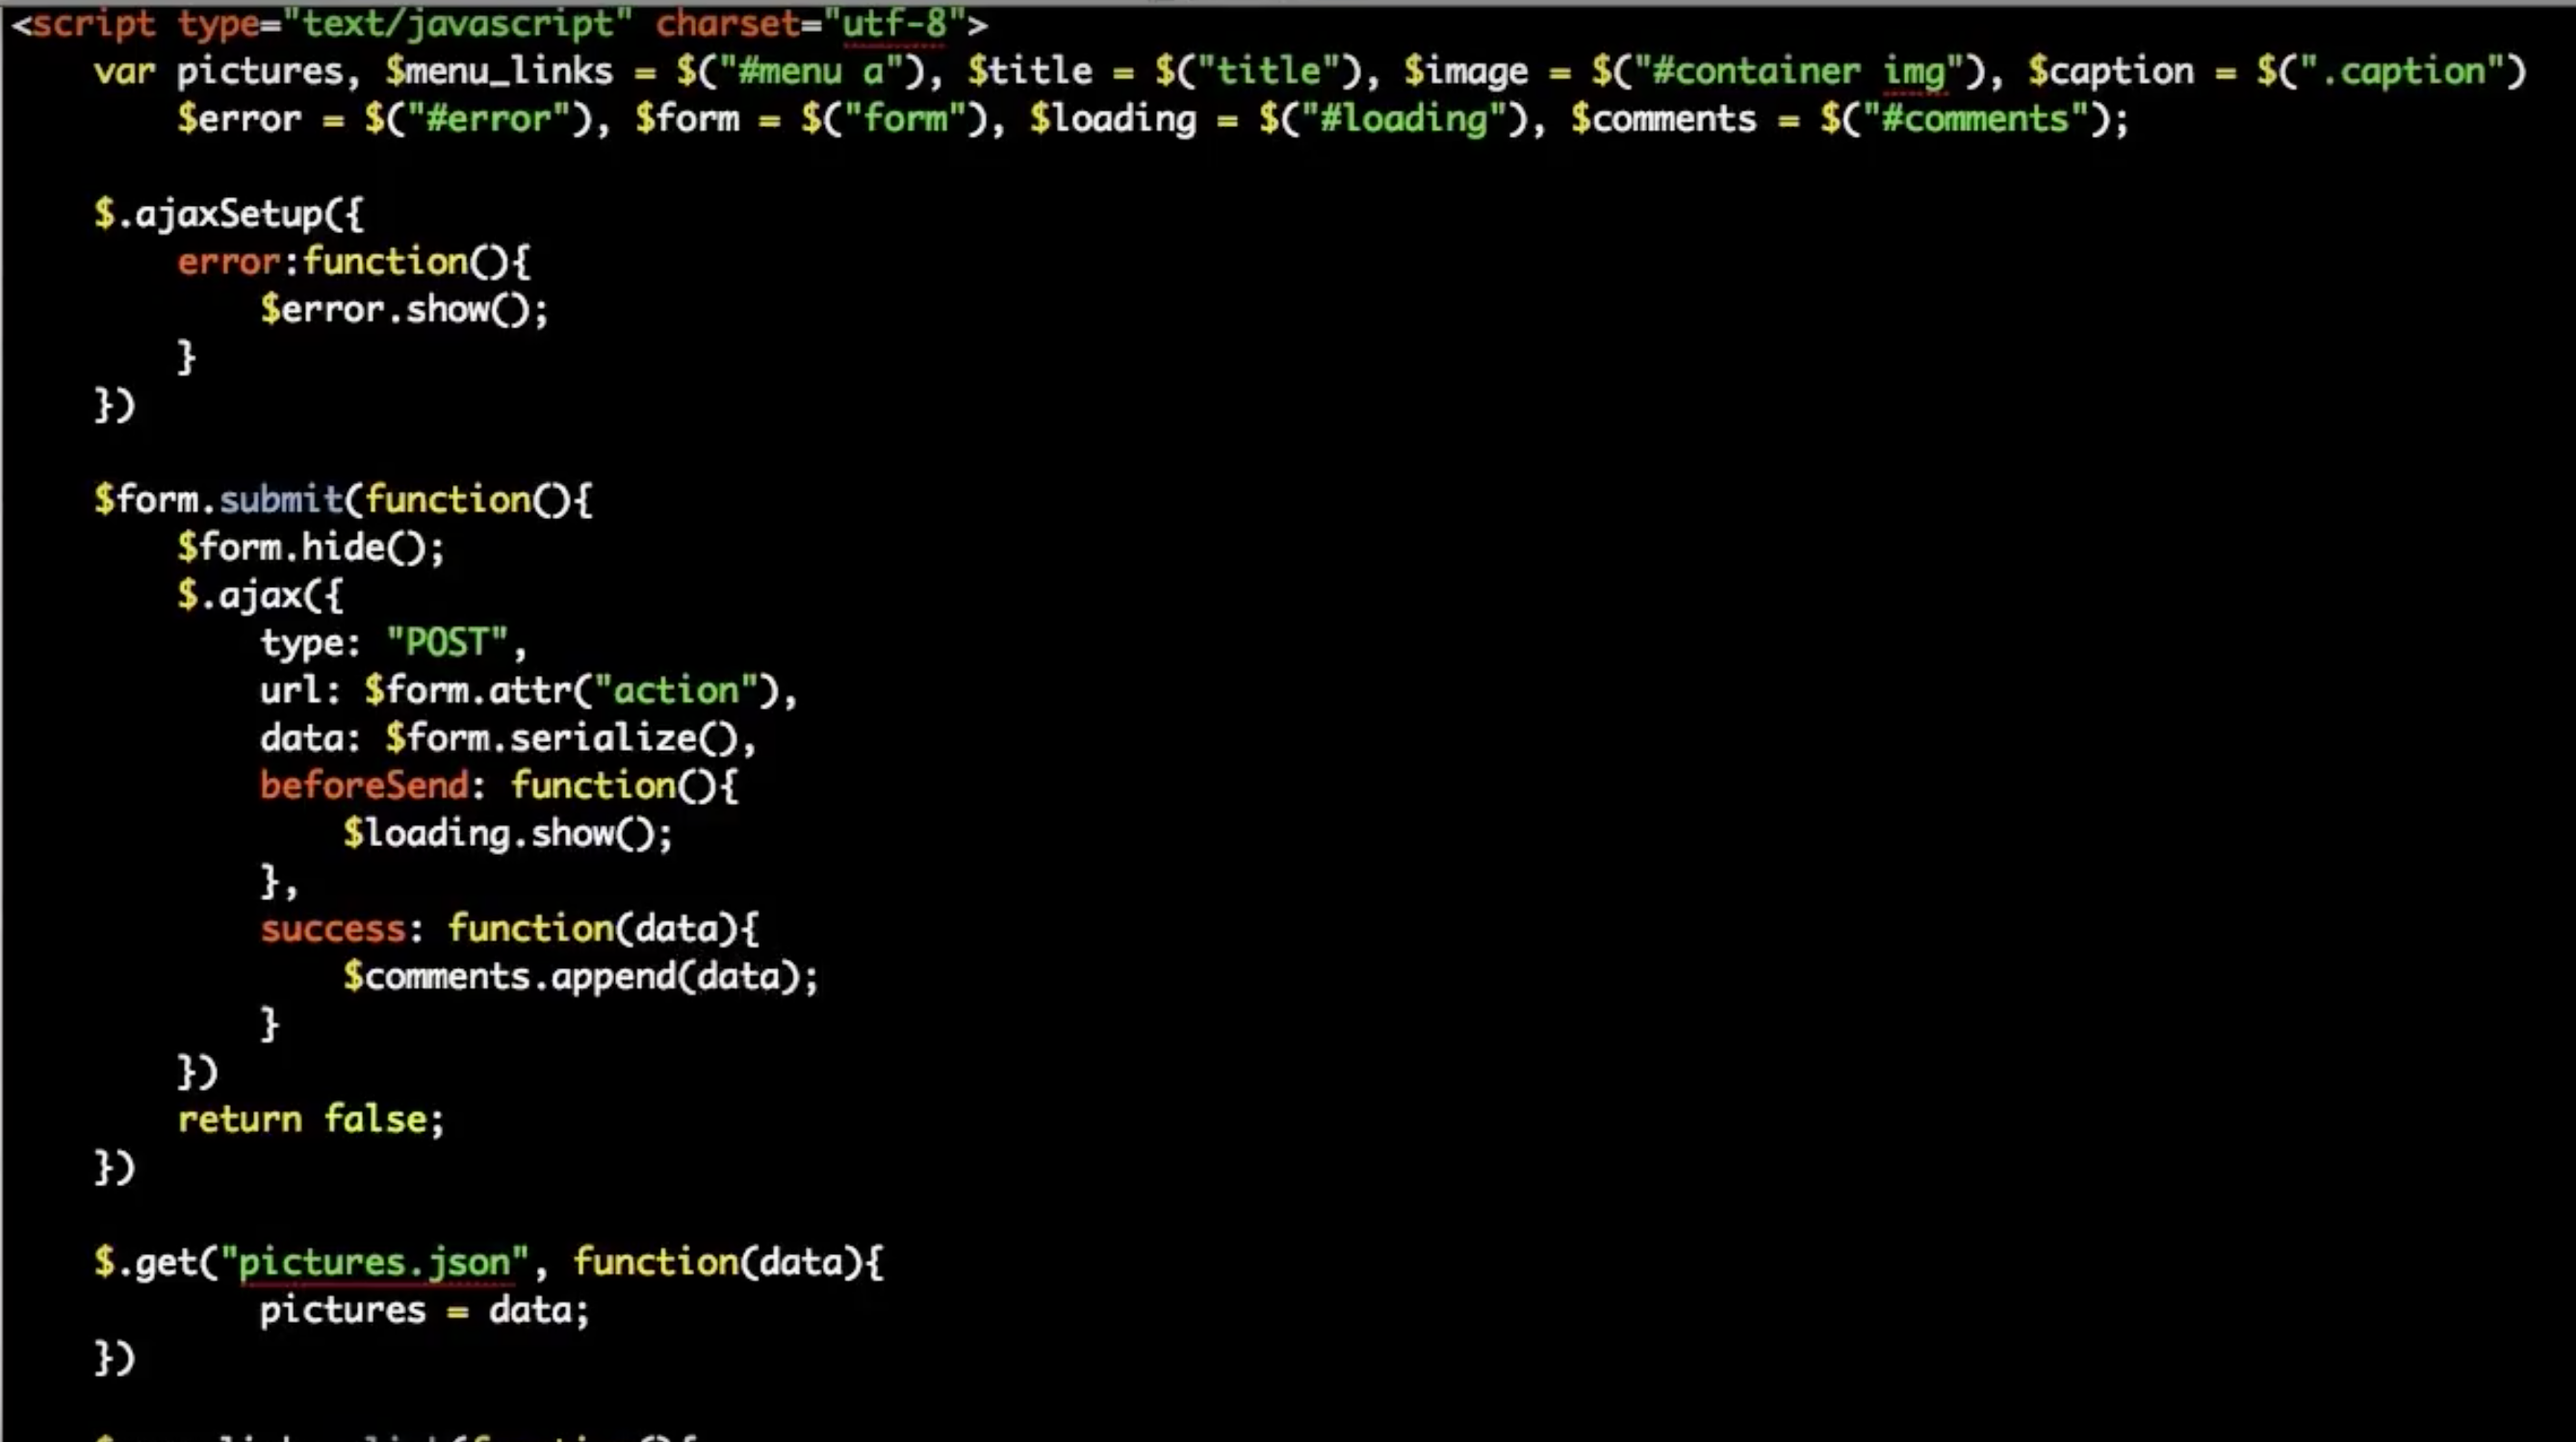 <script type="text/javascript" charset="utf-8">
var pictures, $menu_links = $("#menu a"), $title = $("title"), $image = $("#container img"), $caption = $(".caption")
$error = $("#error"), $form = $("form"), $loading = $("#loading"), $comments = $("#comments");
$.ajaxSetup({
error:function(){
$error.show();
}
})
$form.submit(function(){
$form.hide();
$.ajax({
type: "POST",
url: $form.attr("action"),
data: $form.serialize(),
beforeSend: function(){
$loading.show();
},
success: function(data){
$comments.append(data);
}
})
return false;
})
$.get("pictures.json", function(data){
pictures = data;
})